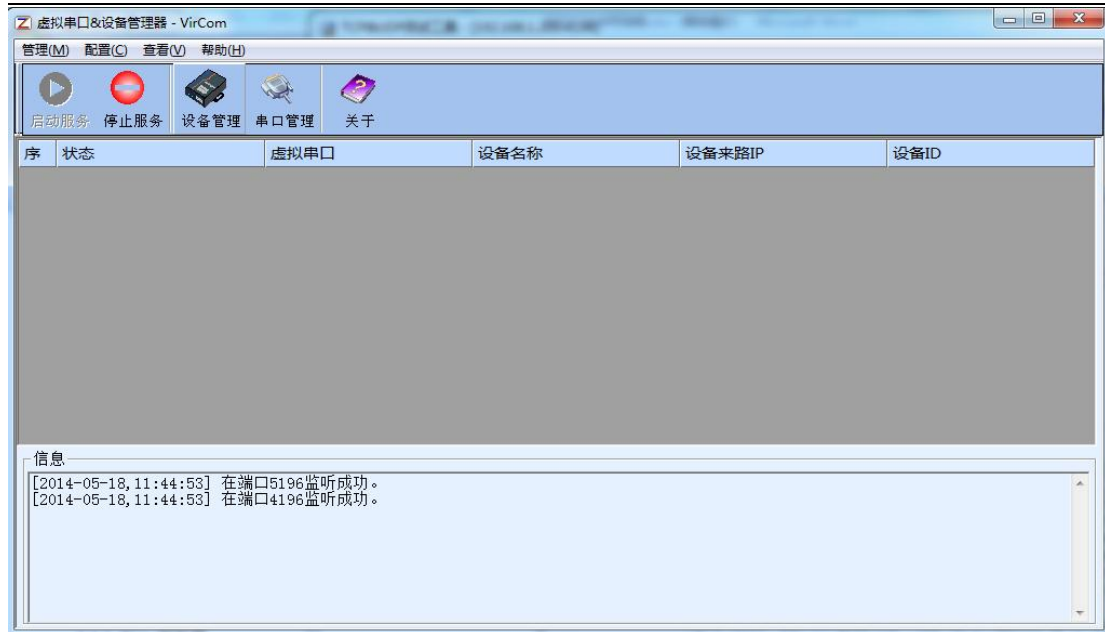 虚拟串口&设备管理器 - VirCom
管理(M) 配置(C) 查看(V) 帮助(H)
启动服务 停止服务 设备管理 串口管理 关于
序 状态 虚拟串口 设备名称 设备来路IP 设备ID
信息
[2014-05-18,11:44:53] 在端口5196监听成功。
[2014-05-18,11:44:53] 在端口4196监听成功。